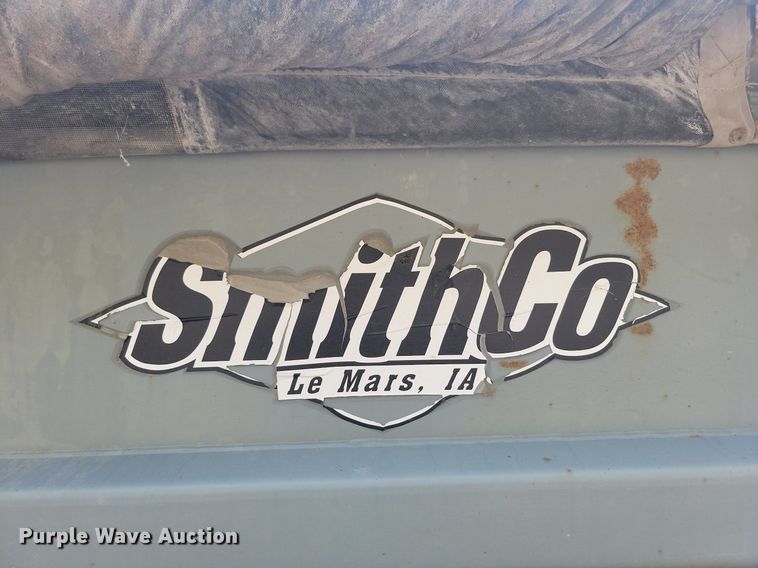 SmithCo
Le Mars, IA
Purple Wave Auction